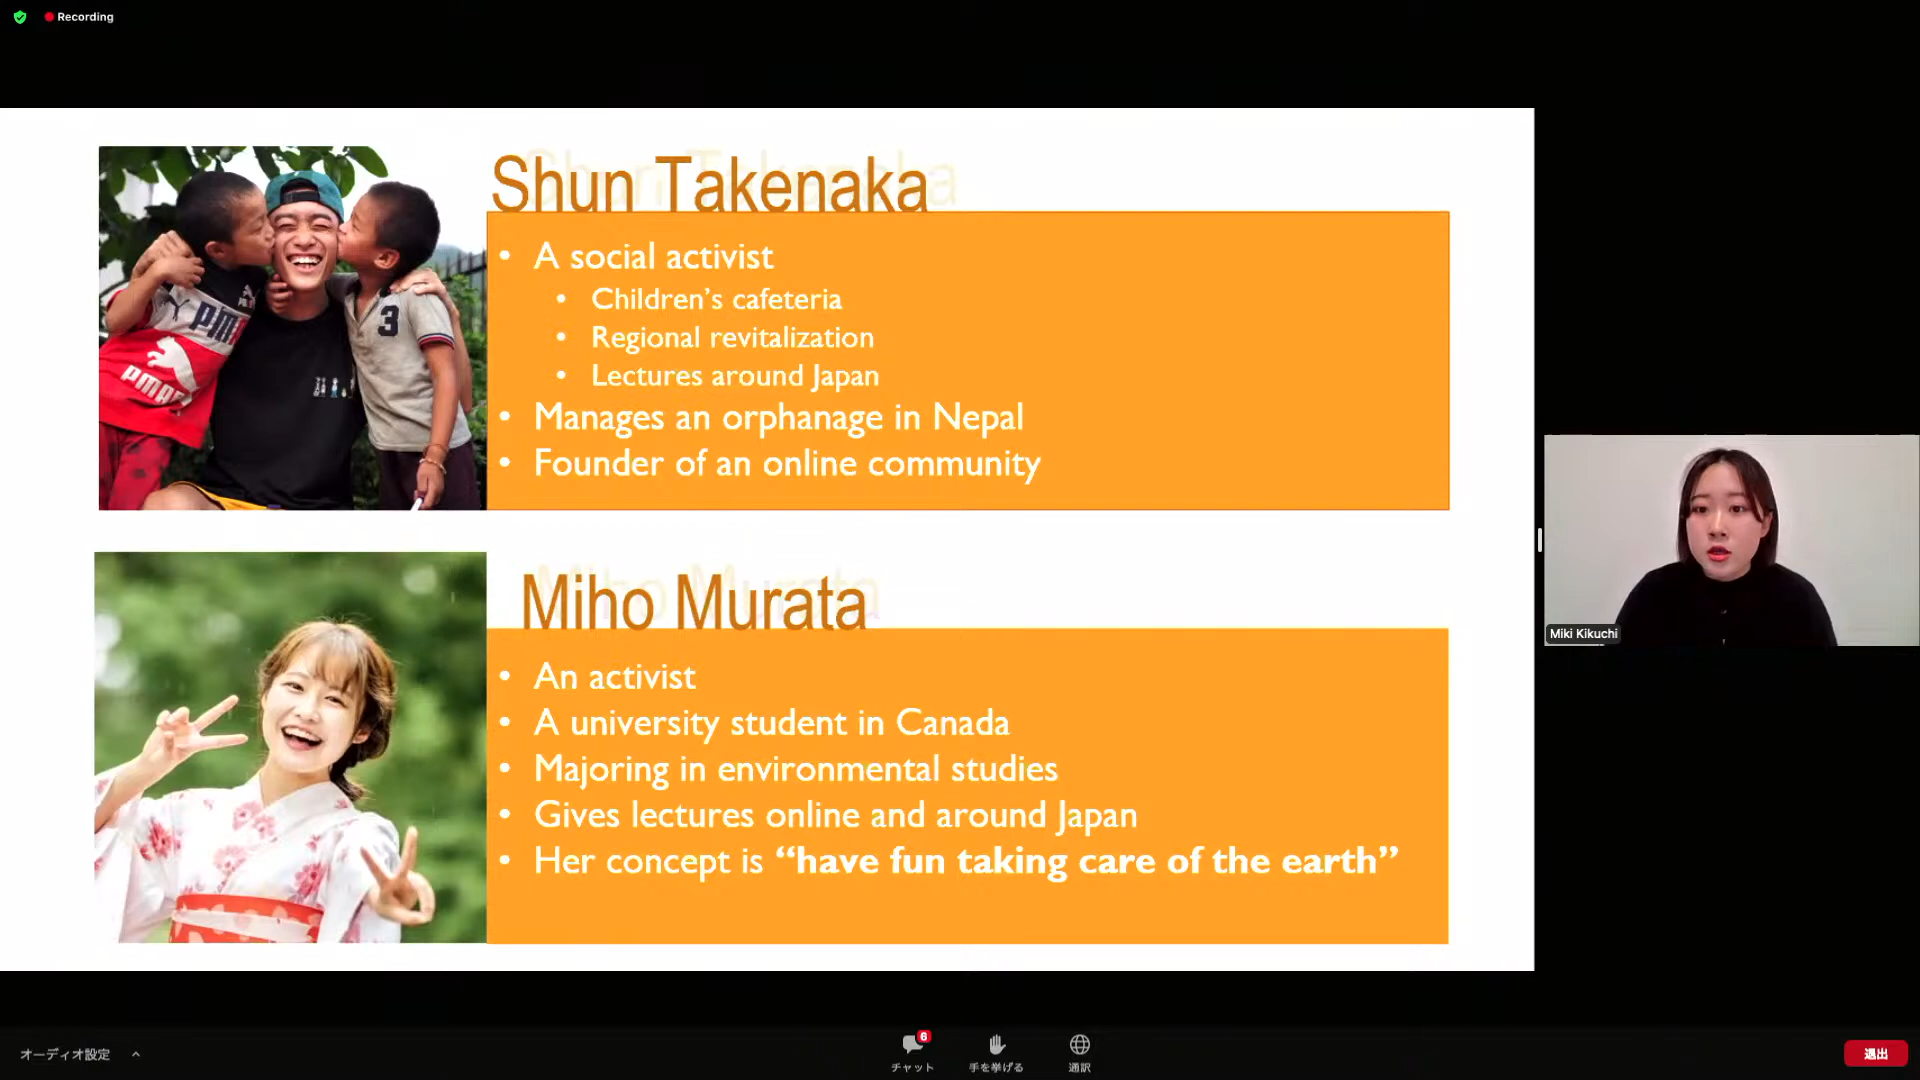 Recording
Shun Takenaka
• A social activist
• Children's cafeteria
• Regional revitalization
• Lectures around Japan
• Manages an orphanage in Nepal
• Founder of an online community
3
Miho Murata
• An activist
• A university student in Canada
• Majoring in environmental studies
• Gives lectures online and around Japan
• Her concept is “have fun taking care of the earth”
Miki Kikuchi
オーディオ設定
6
チャット
手を挙げる
通訳
退出